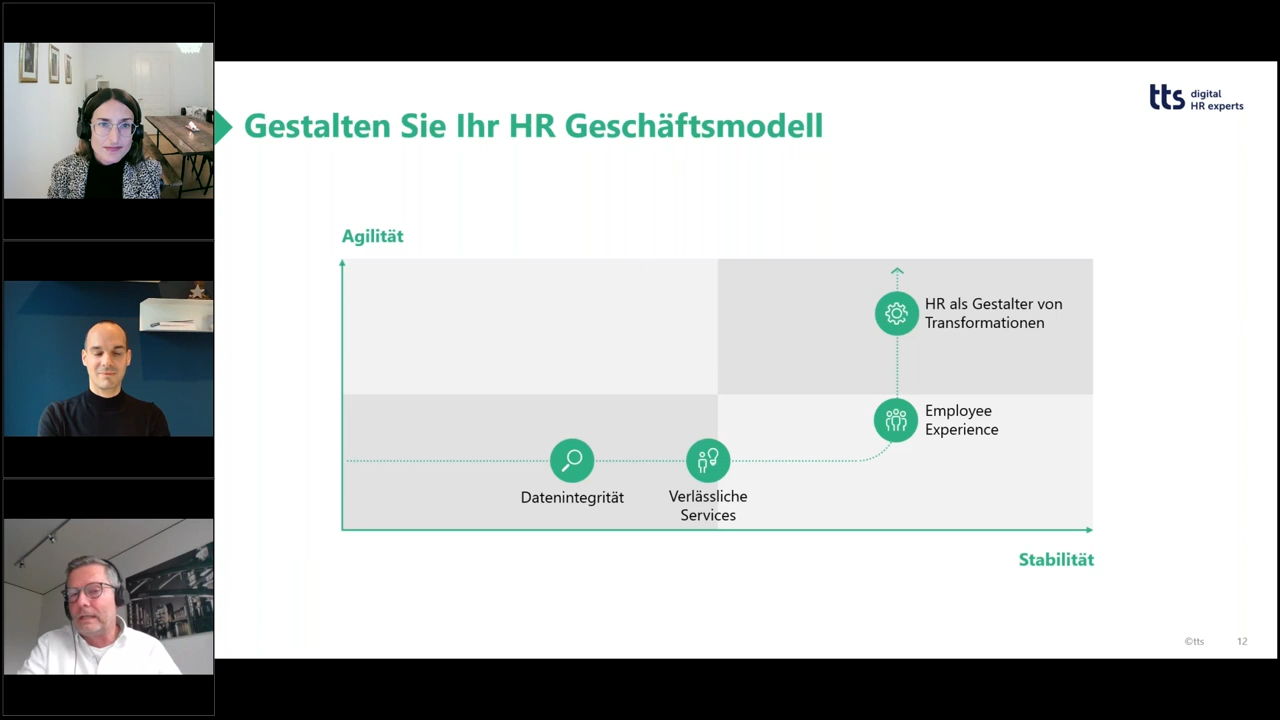 tts digital
HR experts
Gestalten Sie Ihr HR Geschäftsmodell
Agilität
HR als Gestalter von
Transformationen
Employee
Experience
Datenintegrität
Verlässliche
Services
Stabilität
©tts
12